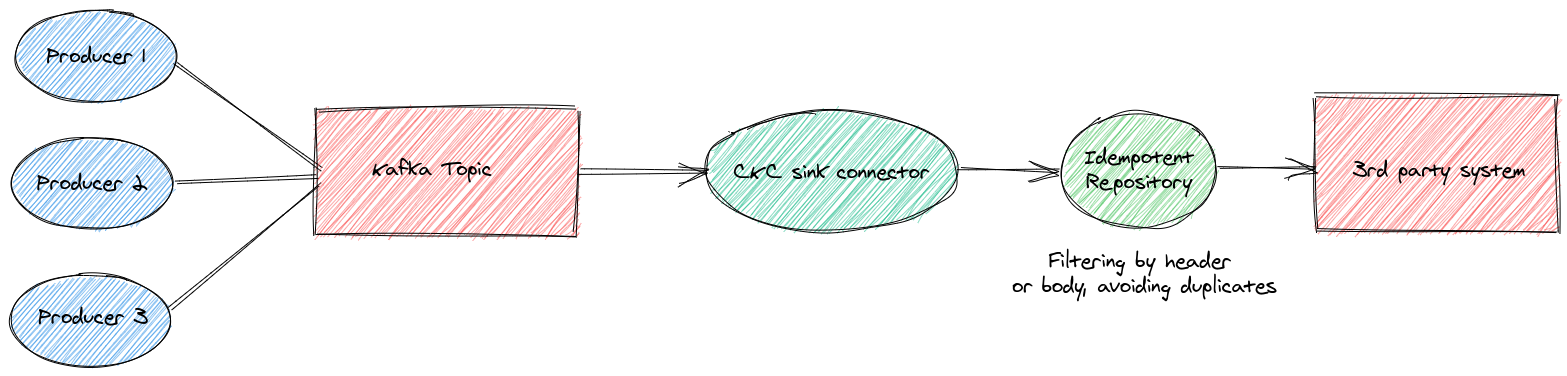 Producer 1
Producer 2
Producer 3
Kafka Topic
CKC sink connector
Idempotent
Repository
Filtering by header
or body, avoiding duplicates
3rd party system